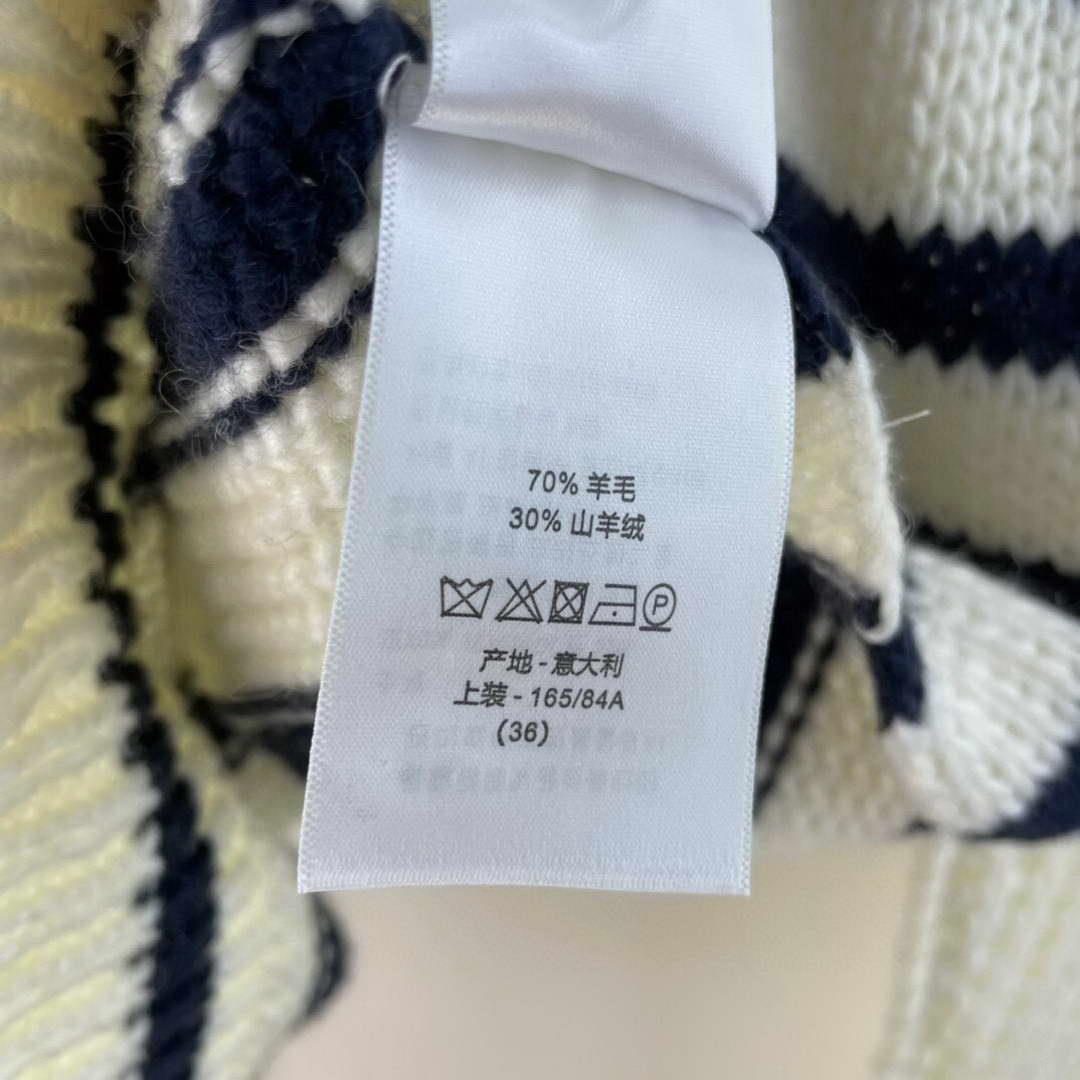 70% 羊毛
30% 山羊绒
P
产地 - 意大利
上装 - 165/84A
(36)